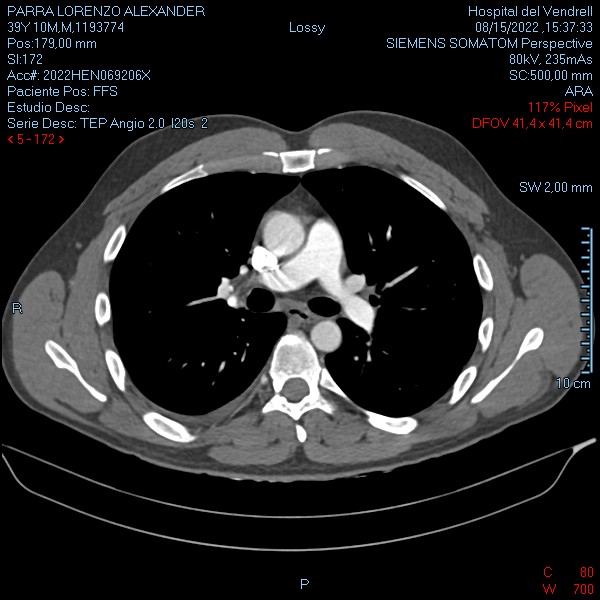 PARRA LORENZO ALEXANDER
39Y 10M,M,1193774
Pos:179,00 mm
SI:172
Acc#: 2022HEN069206X
Paciente Pos: FFS
Estudio Desc:
Serie Desc: TEP Angio 2.0 I20s 2
< 5 - 172 >
Lossy
Hospital del Vendrell
08/15/2022 ,15:37:33
SIEMENS SOMATOM Perspective
80kV, 235mAs
SC:500,00 mm
ARA
117% Pixel
DFOV 41,4 x 41,4 cm
SW 2,00 mm
R
10 cm
P
C 80
W 700